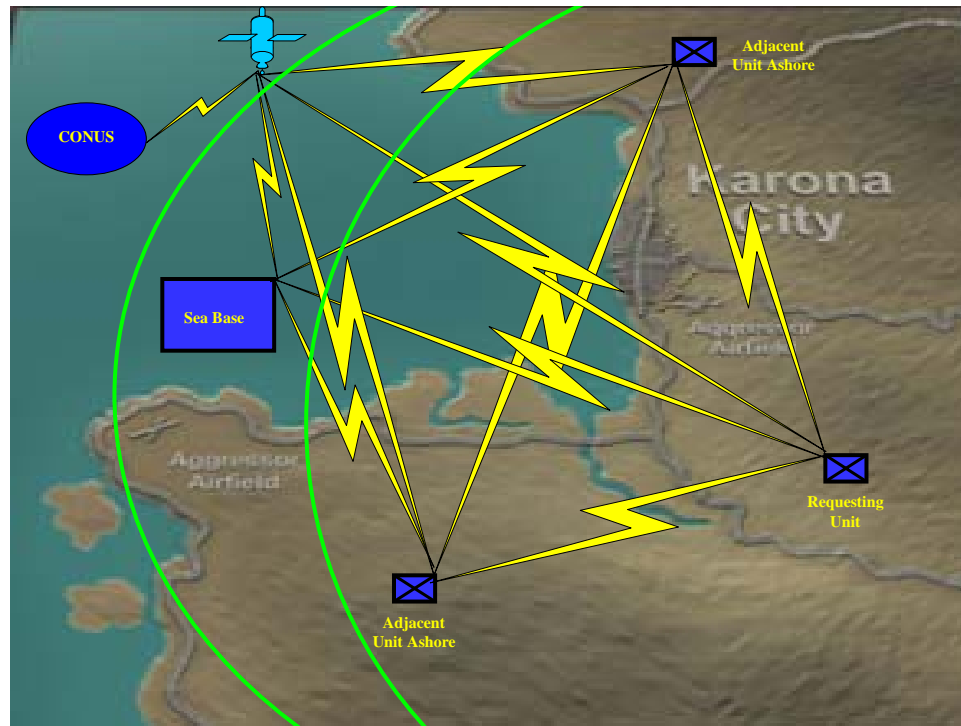 Adjacent
Unit Ashore
CONUS
Karona
City
Sea Base
Aggressor
Airfield
Aggressor
Airfield
Requesting
Unit
Adjacent
Unit Ashore